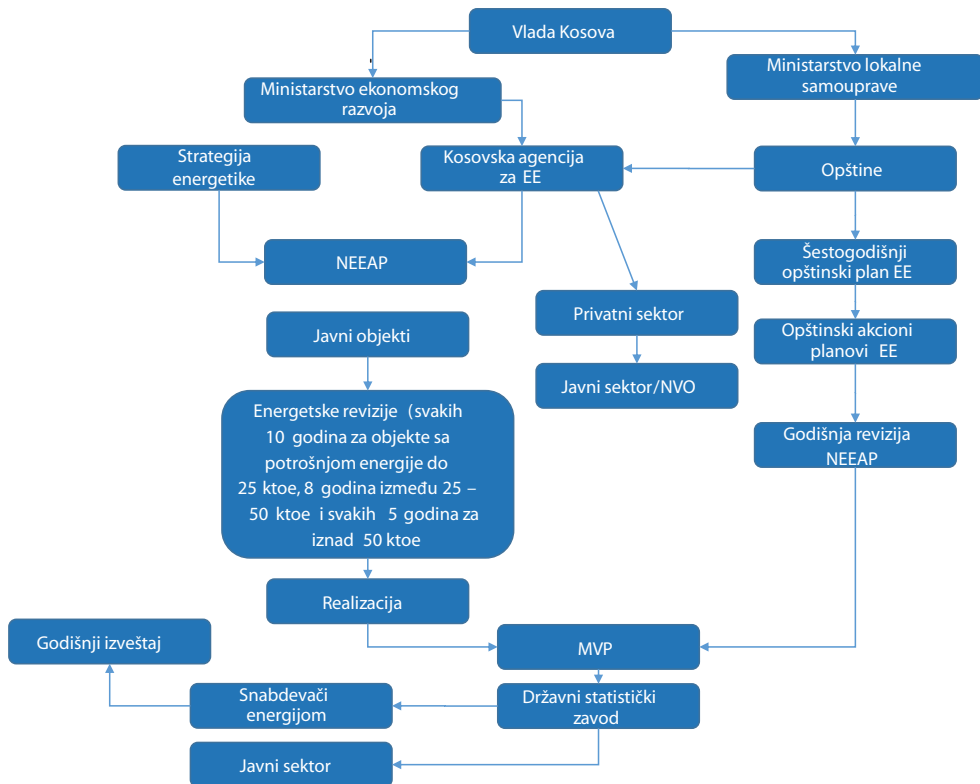 Vlada Kosova
Ministarstvo lokalne
samouprave
Ministarstvo ekonomskog
razvoja
Strategija
energetike
Kosovska agencija
za EE
Opštine
NEEAP
Šestogodišnji
opštinski plan EE
Privatni sektor
Javni objekti
Opštinski akcioni
planovi EE
Javni sektor/NVO
Energetske revizije (svakih
10 godina za objekte sa
potrošnjom energije do
25 ktoe, 8 godina između 25 –
50 ktoe i svakih 5 godina za
iznad 50 ktoe
Godišnja revizija
NEEAP
Realizacija
Godišnji izveštaj
MVP
Snabdevači
energijom
Državni statistički
zavod
Javni sektor